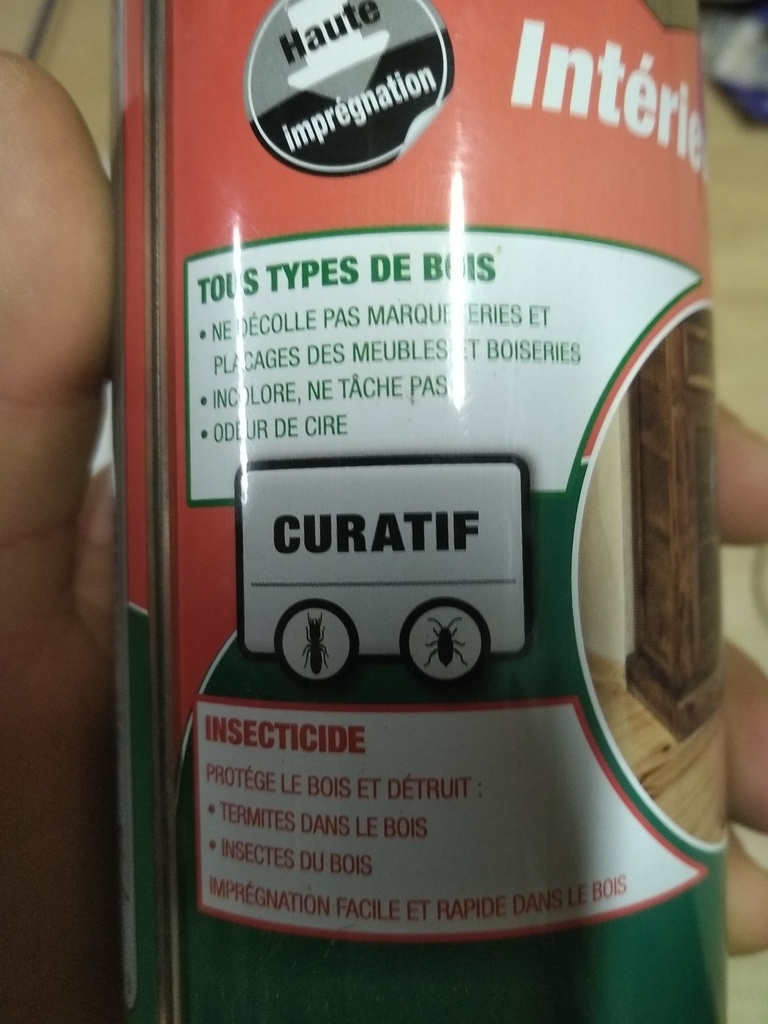 Haute
imprégnation
Intérie
TOUS TYPES DE BOIS
• NE DÉCOLLE PAS MARQUETERIES ET
PLACAGES DES MEUBLES ET BOISERIES
• INCOLORE, NE TÂCHE PAS
• ODEUR DE CIRE
CURATIF
INSECTICIDE
PROTÉGE LE BOIS ET DÉTRUIT :
• TERMITES DANS LE BOIS
• INSECTES DU BOIS
IMPRÉGNATION FACILE ET RAPIDE DANS LE BOIS